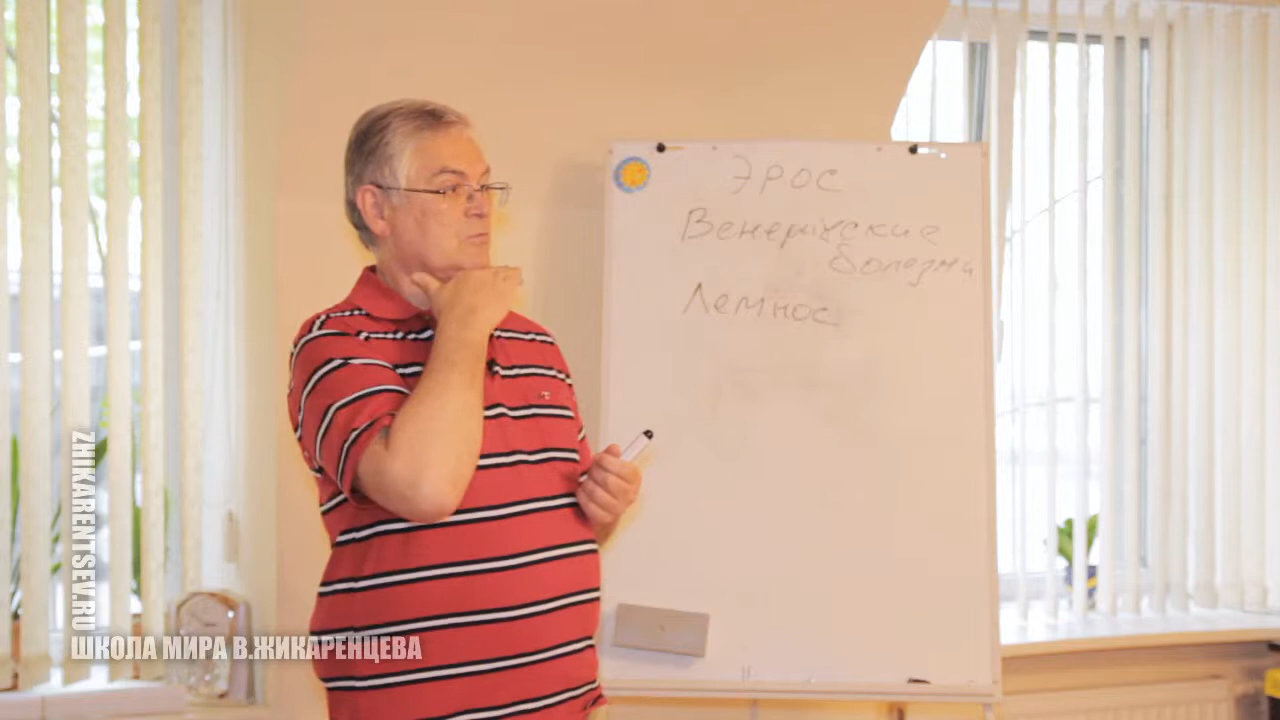 ЭРОС
Венерические
болезни
Лемнос
ZHIKARENTSEV.RU
ШКОЛА МИРА В.ЖИКАРЕНЦЕВА